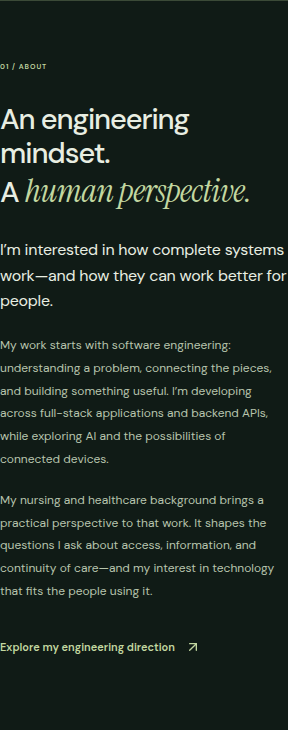 01 / ABOUT
An engineering
mindset.
A human perspective.
I’m interested in how complete systems
work—and how they can work better for
people.
My work starts with software engineering:
understanding a problem, connecting the pieces,
and building something useful. I’m developing
across full-stack applications and backend APIs,
while exploring AI and the possibilities of
connected devices.
My nursing and healthcare background brings a
practical perspective to that work. It shapes the
questions I ask about access, information, and
continuity of care—and my interest in technology
that fits the people using it.
Explore my engineering direction